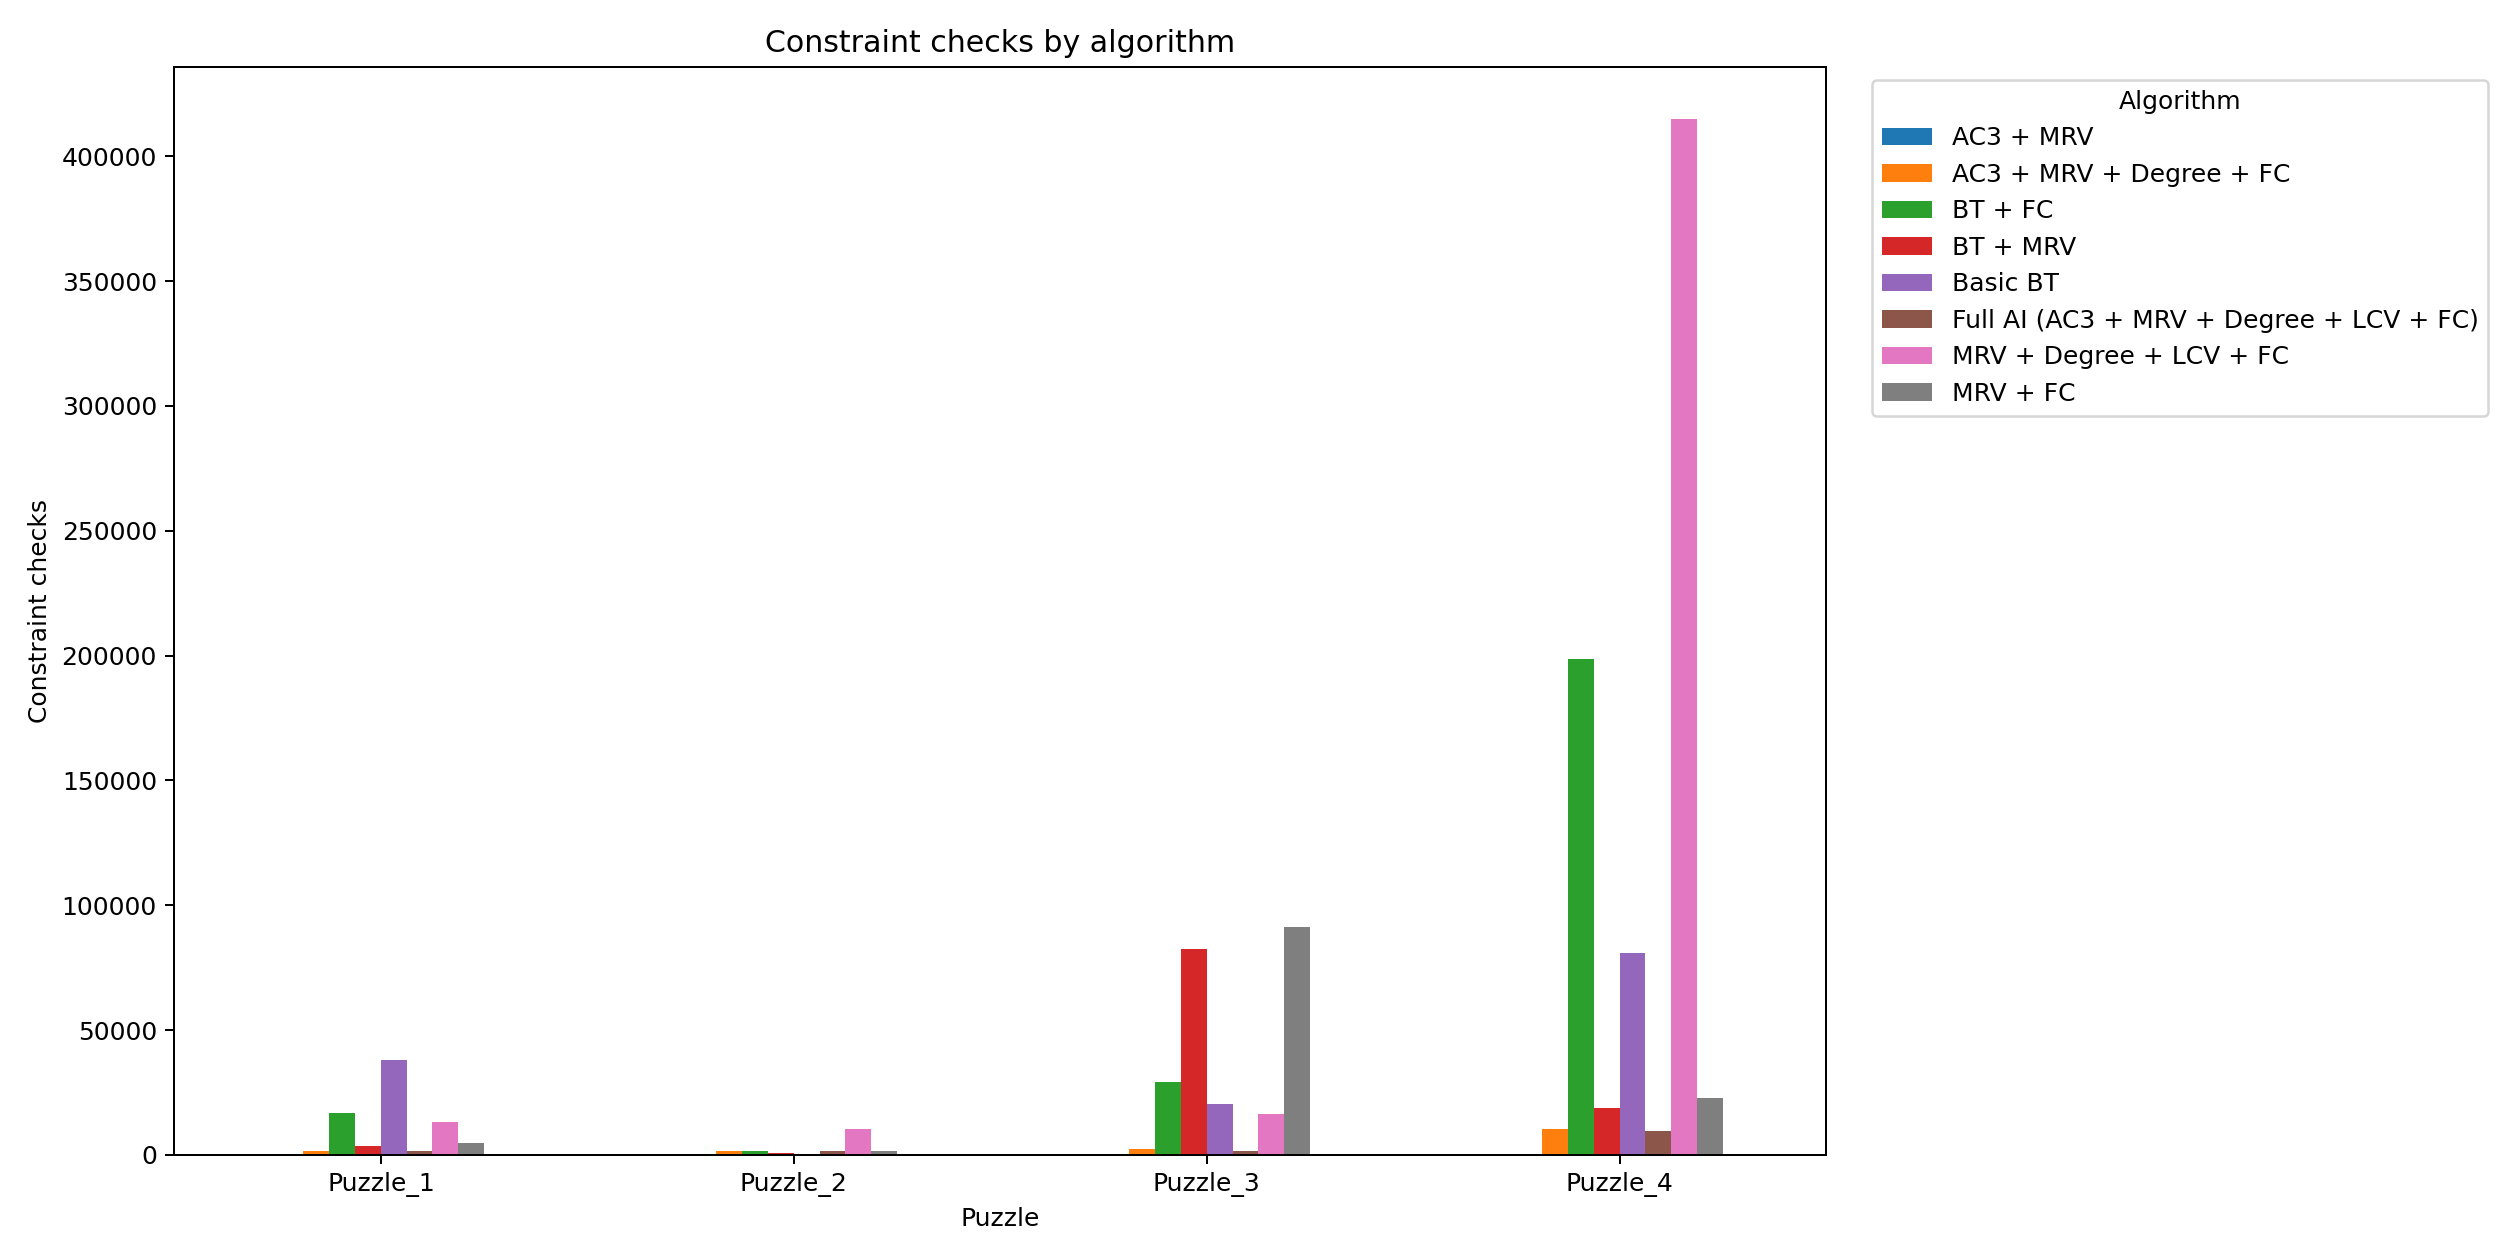 Constraint checks by algorithm
Constraint checks
400000
350000
300000
250000
200000
150000
100000
50000
0
Puzzle_1
Puzzle_2
Puzzle_3
Puzzle_4
Puzzle
Algorithm
AC3 + MRV
AC3 + MRV + Degree + FC
BT + FC
BT + MRV
Basic BT
Full AI (AC3 + MRV + Degree + LCV + FC)
MRV + Degree + LCV + FC
MRV + FC